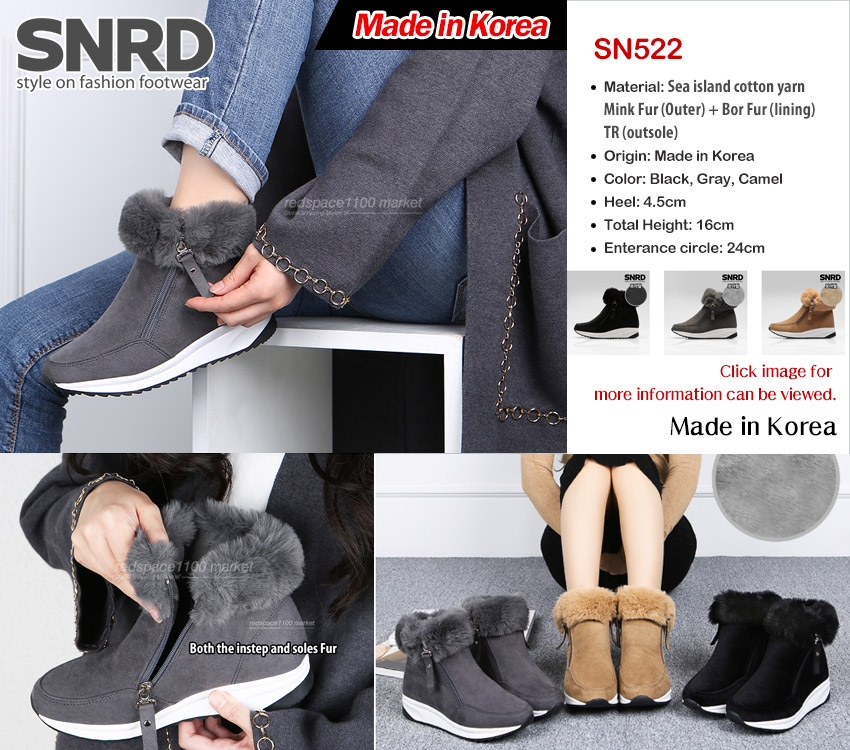 SNRD
style on fashion footwear
Made in Korea
SN522
Material: Sea island cotton yarn
Mink Fur (Outer) + Bor Fur (lining)
TR (outsole)
Origin: Made in Korea
Color: Black, Gray, Camel
Heel: 4.5cm
Total Height: 16cm
Enterance circle: 24cm
SNRD
SNRD
SNRD
Click image for
more information can be viewed.
Made in Korea
redspace1100 market
redspace1100 market
redspace1100 market
Both the instep and soles Fur